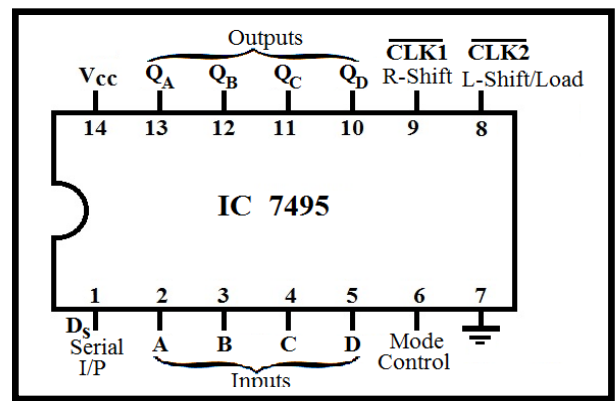 Outputs
Vcc QA QB QC QD CLK1 CLK2
R-Shift L-Shift/Load
14 13 12 11 10 9 8
IC 7495
1 2 3 4 5 6 7
Ds A B C D Mode
Serial Control
I/P
Inputs